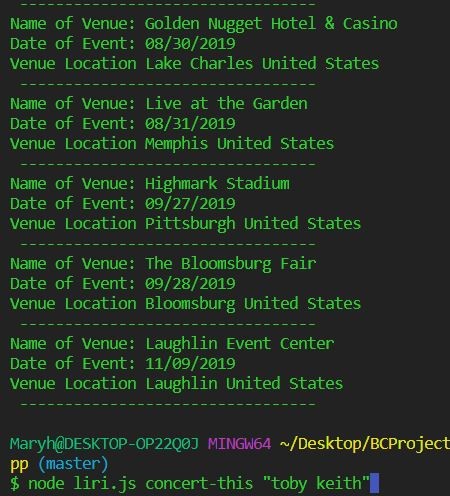 ---------------------------------
Name of Venue: Golden Nugget Hotel & Casino
Date of Event: 08/30/2019
Venue Location Lake Charles United States
---------------------------------
Name of Venue: Live at the Garden
Date of Event: 08/31/2019
Venue Location Memphis United States
---------------------------------
Name of Venue: Highmark Stadium
Date of Event: 09/27/2019
Venue Location Pittsburgh United States
---------------------------------
Name of Venue: The Bloomsburg Fair
Date of Event: 09/28/2019
Venue Location Bloomsburg United States
---------------------------------
Name of Venue: Laughlin Event Center
Date of Event: 11/09/2019
Venue Location Laughlin United States
---------------------------------
Maryh@DESKTOP-OP22Q0J MINGW64 ~/Desktop/BCProject
pp (master)
$ node liri.js concert-this "toby keith"